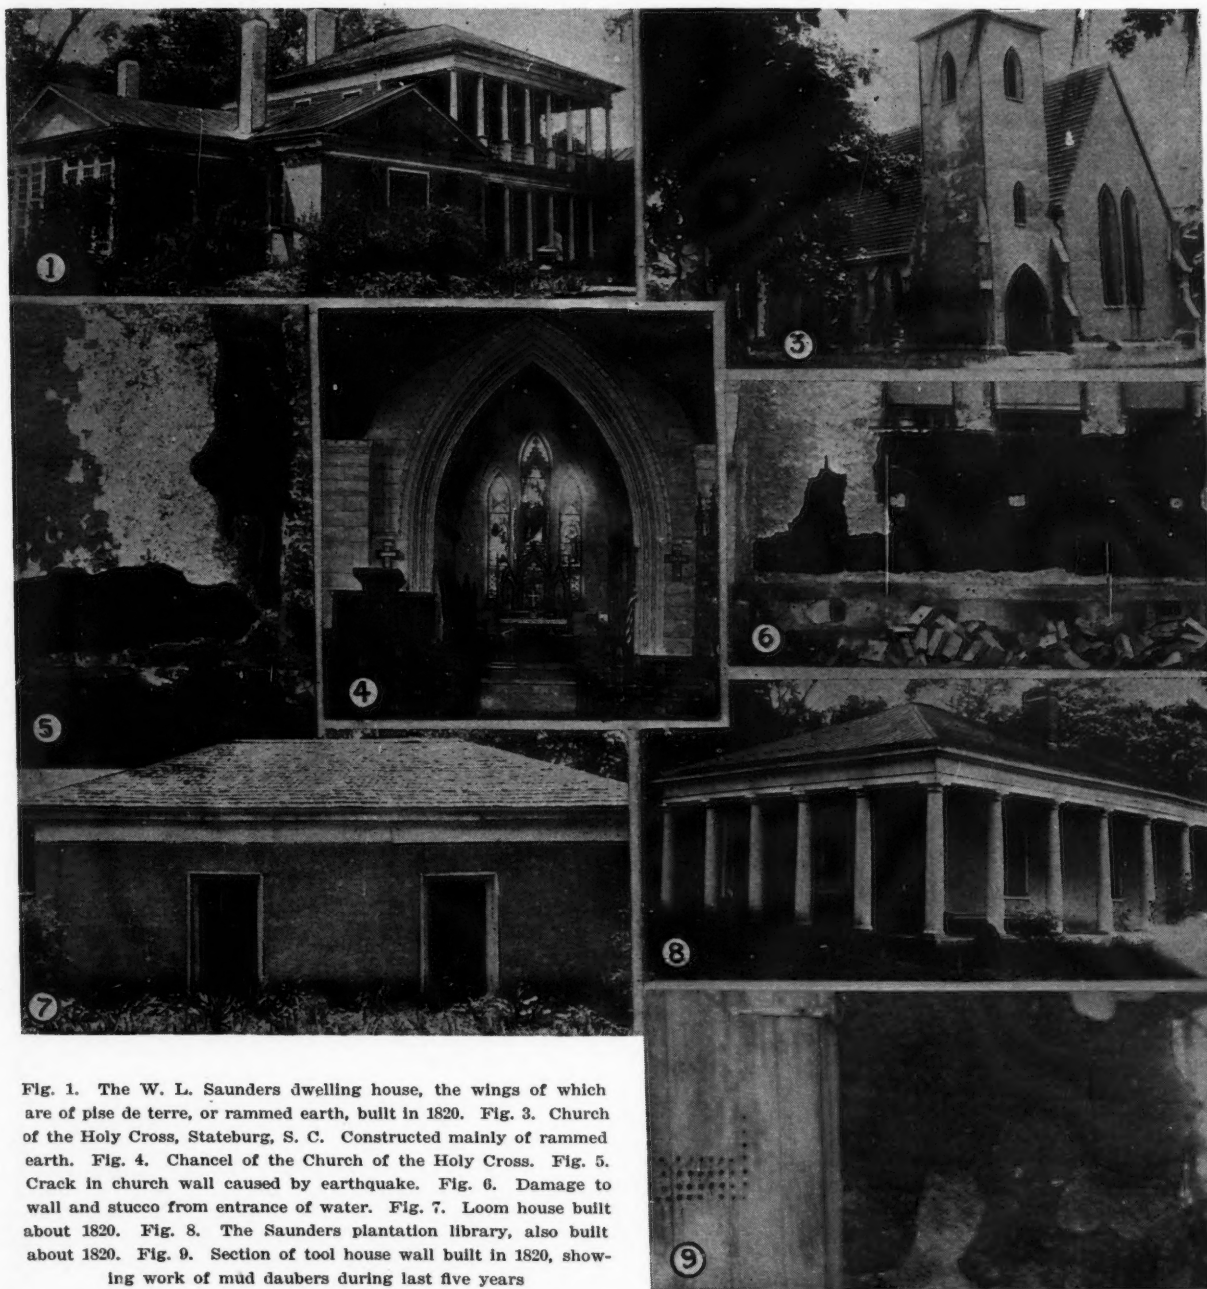 1
3
4
5
6
7
8
9
Fig. 1. The W. L. Saunders dwelling house, the wings of which
are of pise de terre, or rammed earth, built in 1820. Fig. 3. Church
of the Holy Cross, Stateburg, S. C. Constructed mainly of rammed
earth. Fig. 4. Chancel of the Church of the Holy Cross. Fig. 5.
Crack in church wall caused by earthquake. Fig. 6. Damage to
wall and stucco from entrance of water. Fig. 7. Loom house built
about 1820. Fig. 8. The Saunders plantation library, also built
about 1820. Fig. 9. Section of tool house wall built in 1820, show-
ing work of mud daubers during last five years